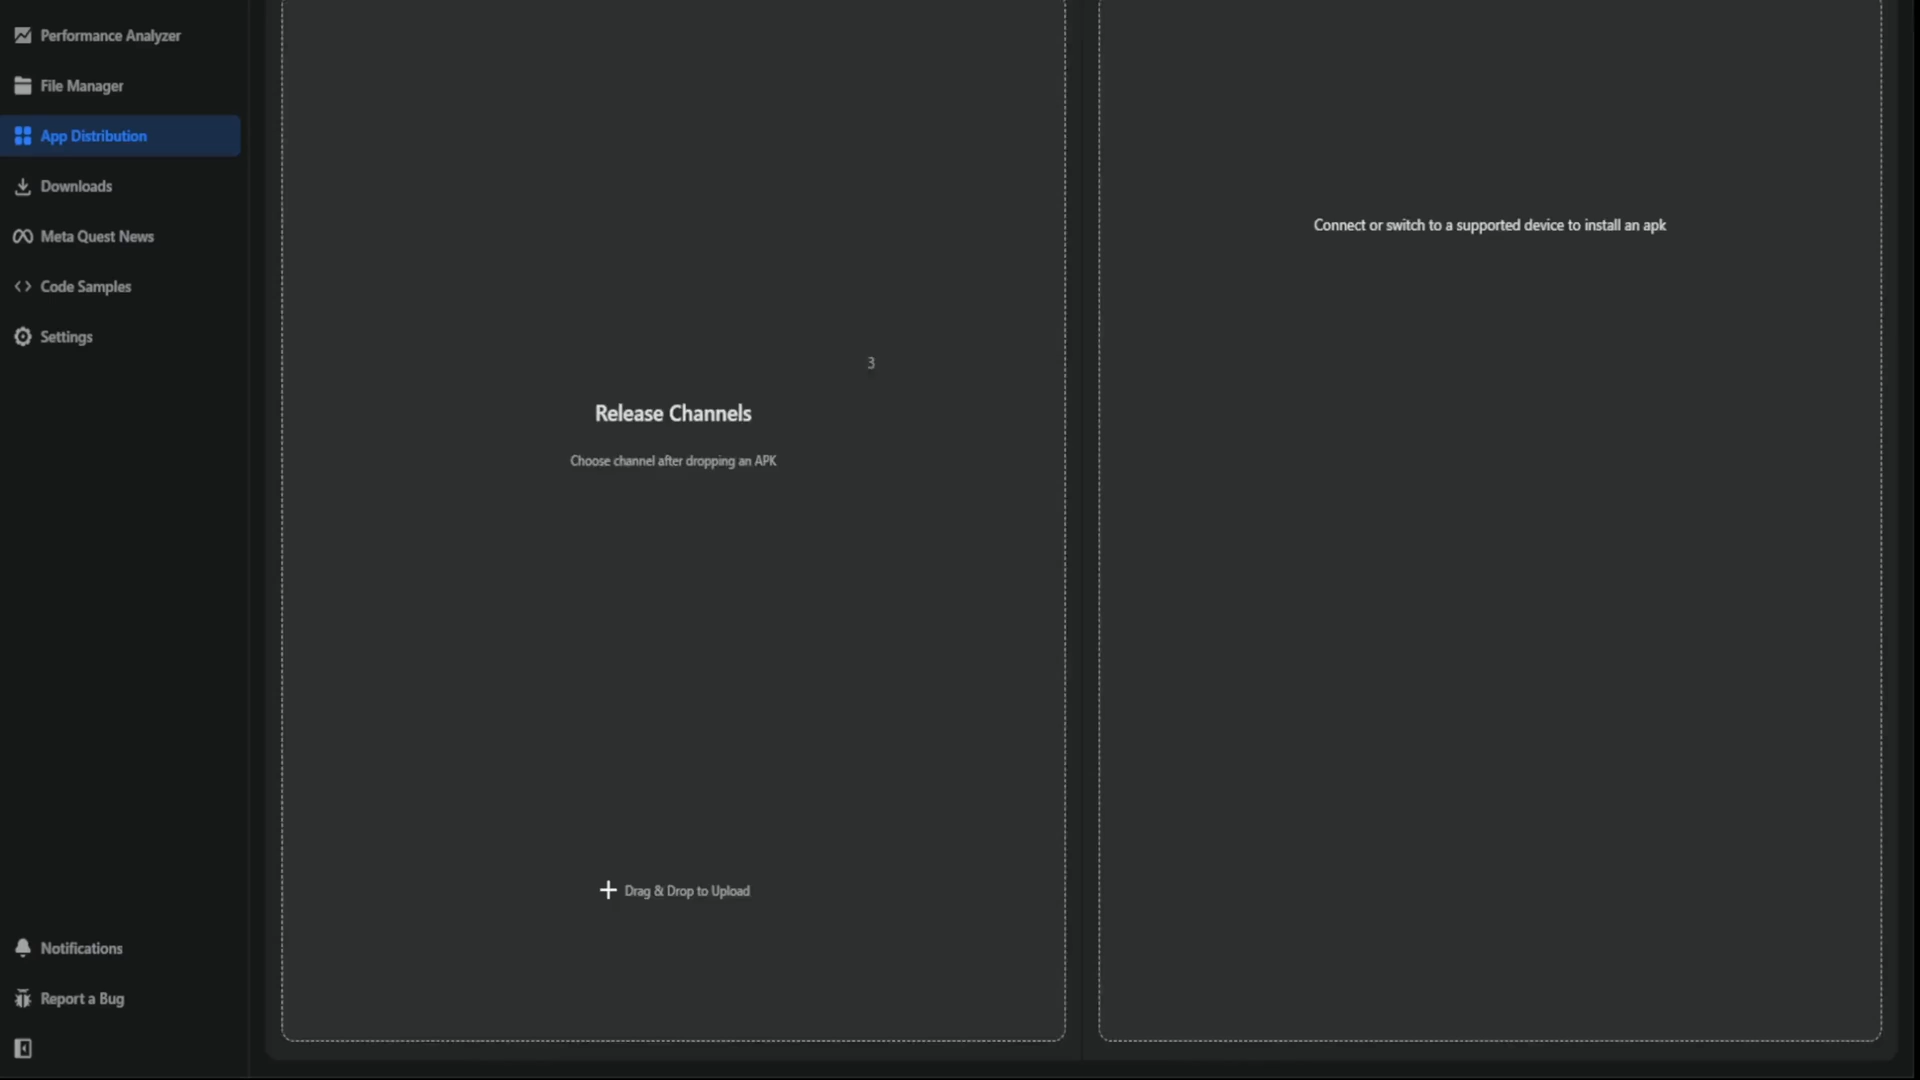 Performance Analyzer
File Manager
App Distribution
Downloads
Meta Quest News
Code Samples
Settings
Notifications
Report a Bug
3
Release Channels
Choose channel after dropping an APK
Drag & Drop to Upload
Connect or switch to a supported device to install an apk